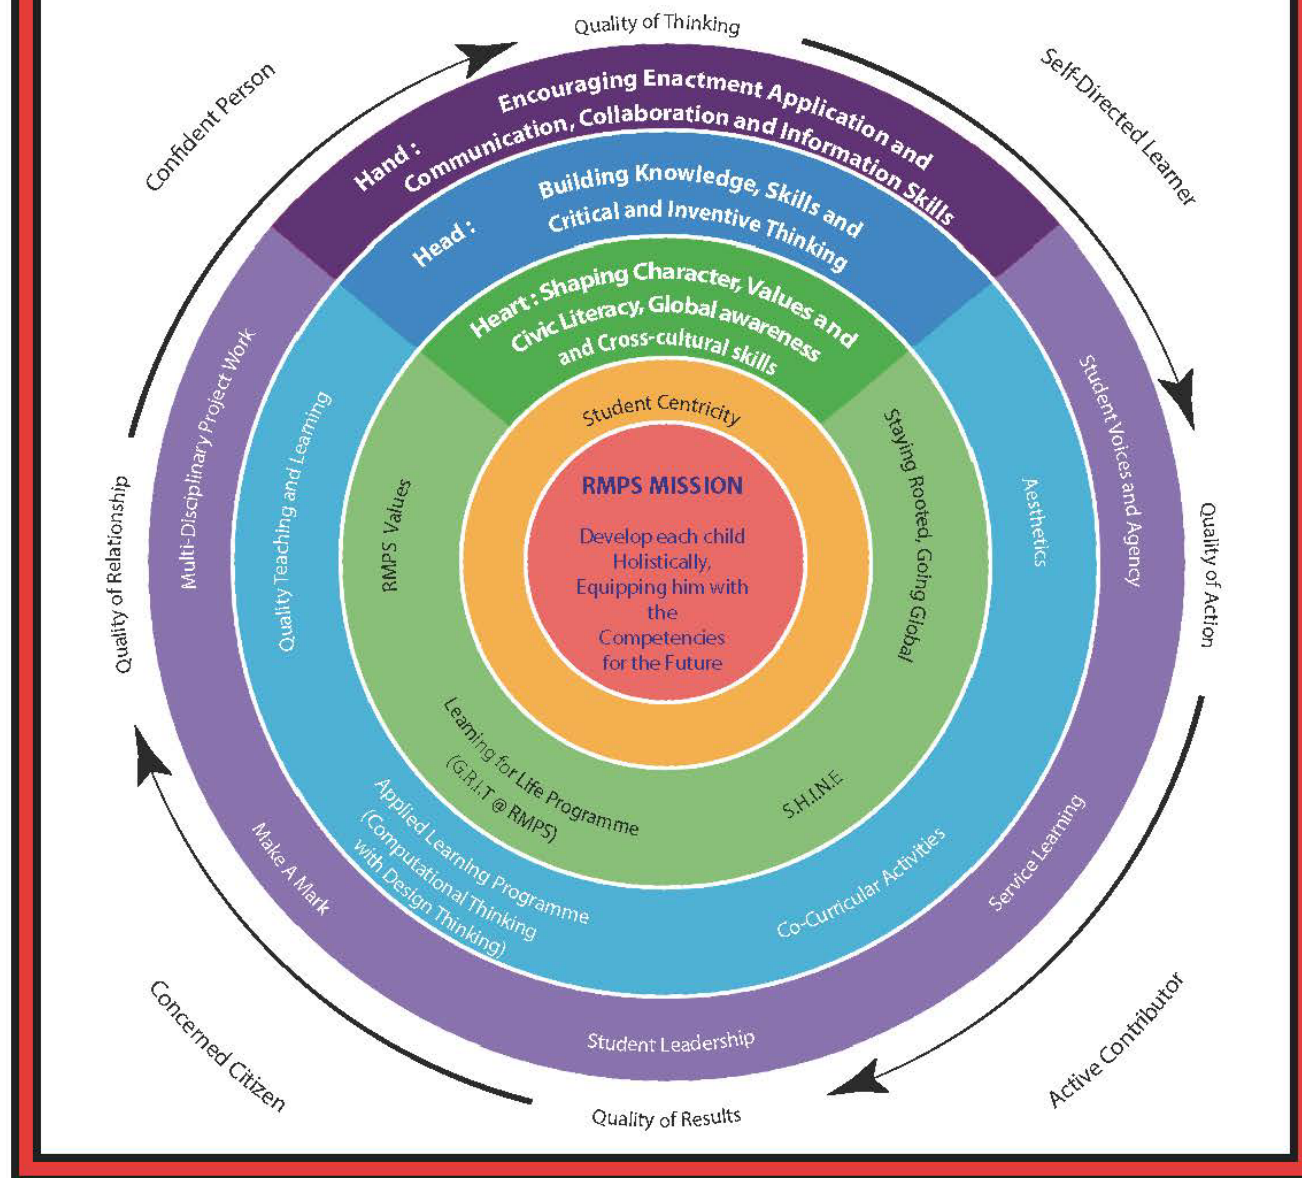 Quality of Thinking
Confident Person
Self-Directed Learner
Hand :
Encouraging Enactment Application and
Communication, Collaboration and Information Skills
Head :
Building Knowledge, Skills and
Critical and Inventive Thinking
Heart : Shaping Character, Values and
Civic Literacy, Global awareness
and Cross-cultural skills
Student Centricity
RMPS MISSION
Develop each child
Holistically,
Equipping him with
the
Competencies
for the Future
RMPS Values
Staying Rooted, Going Global
Learning for Life Programme
(G.R.I.T @ RMPS)
S.H.I.N.E
Quality Teaching and Learning
Aesthetics
Applied Learning Programme
(Computational Thinking
with Design Thinking)
Co-Curricular Activities
Multi-Disciplinary Project Work
Student Voices and Agency
Make A Mark
Service Learning
Student Leadership
Quality of Relationship
Quality of Action
Concerned Citizen
Active Contributor
Quality of Results